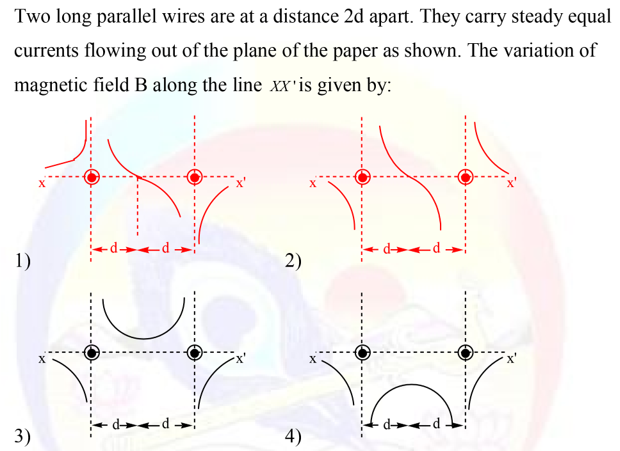 Two long parallel wires are at a distance 2d apart. They carry steady equal
currents flowing out of the plane of the paper as shown. The variation of
magnetic field B along the line XX' is given by:
x x' x x'
d d d d
1) 2)
x x' x x'
d d d d
3) 4)